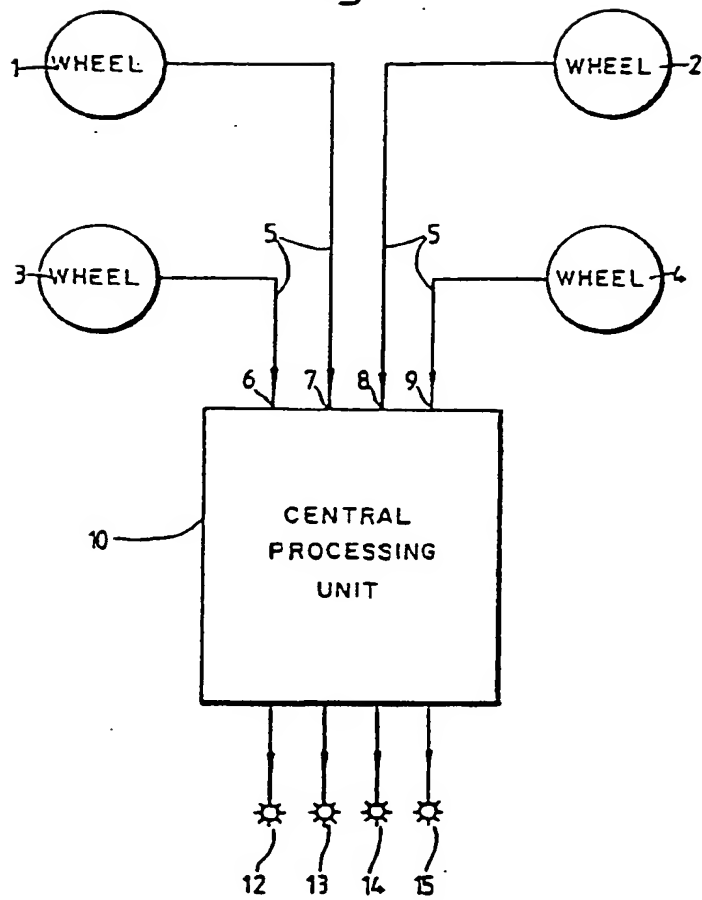 1 WHEEL
WHEEL 2
5
5
3 WHEEL
WHEEL 4
6 7 8 9
10
CENTRAL
PROCESSING
UNIT
12 13 14 15